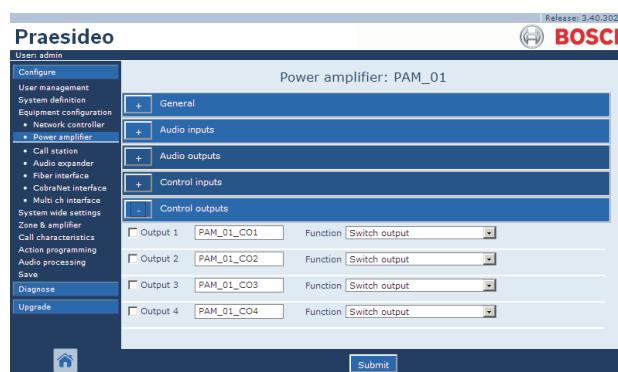 Release: 3.40.302
Praesideo
BOSCH
User: admin
Configure
User management
System definition
Equipment configuration
• Network controller
• Power amplifier
• Call station
• Audio expander
• Fiber interface
• CobraNet interface
• Multi ch interface
System wide settings
Zone & amplifier
Call characteristics
Action programming
Audio processing
Save
Diagnose
Upgrade
Power amplifier: PAM_01
+ General
+ Audio inputs
+ Audio outputs
+ Control inputs
- Control outputs
Output 1 PAM_01_CO1 Function Switch output
Output 2 PAM_01_CO2 Function Switch output
Output 3 PAM_01_CO3 Function Switch output
Output 4 PAM_01_CO4 Function Switch output
Submit